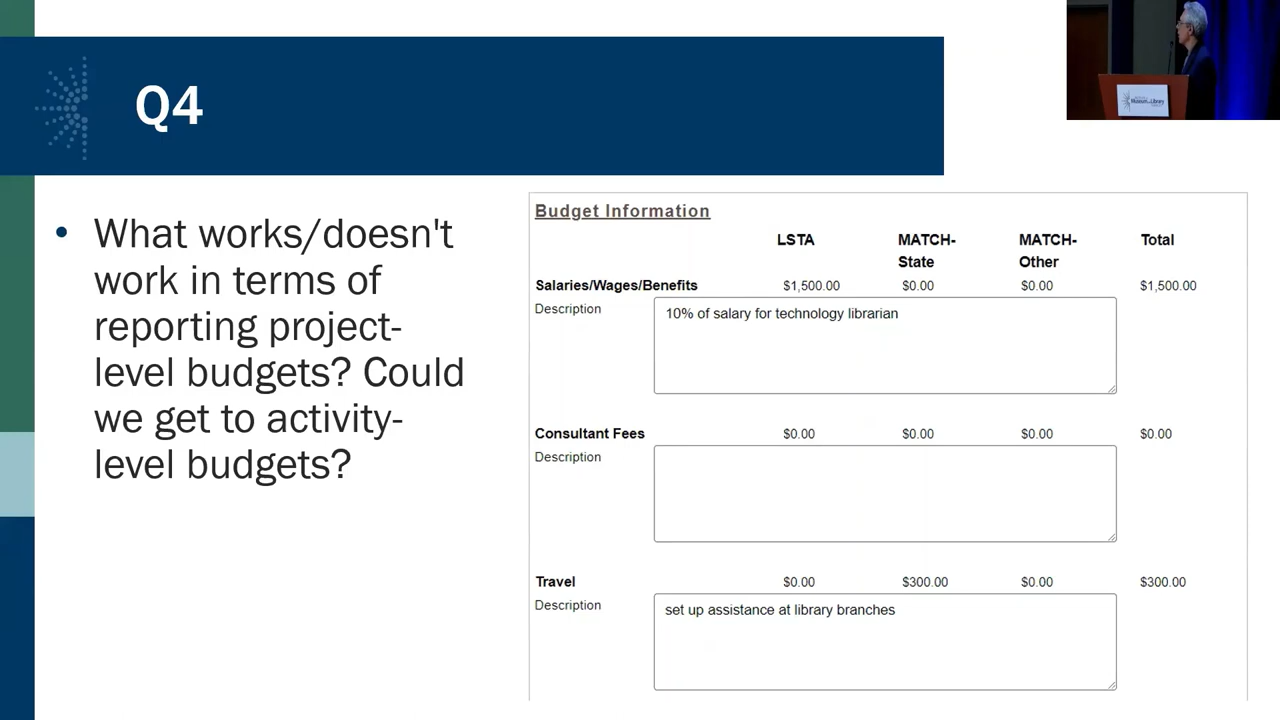 Q4
• What works/doesn't
work in terms of
reporting project-
level budgets? Could
we get to activity-
level budgets?
Budget Information
LSTA MATCH- MATCH- Total
State Other
Salaries/Wages/Benefits $1,500.00 $0.00 $0.00 $1,500.00
Description 10% of salary for technology librarian
Consultant Fees $0.00 $0.00 $0.00 $0.00
Description
Travel $0.00 $300.00 $0.00 $300.00
Description set up assistance at library branches
Museum and Library